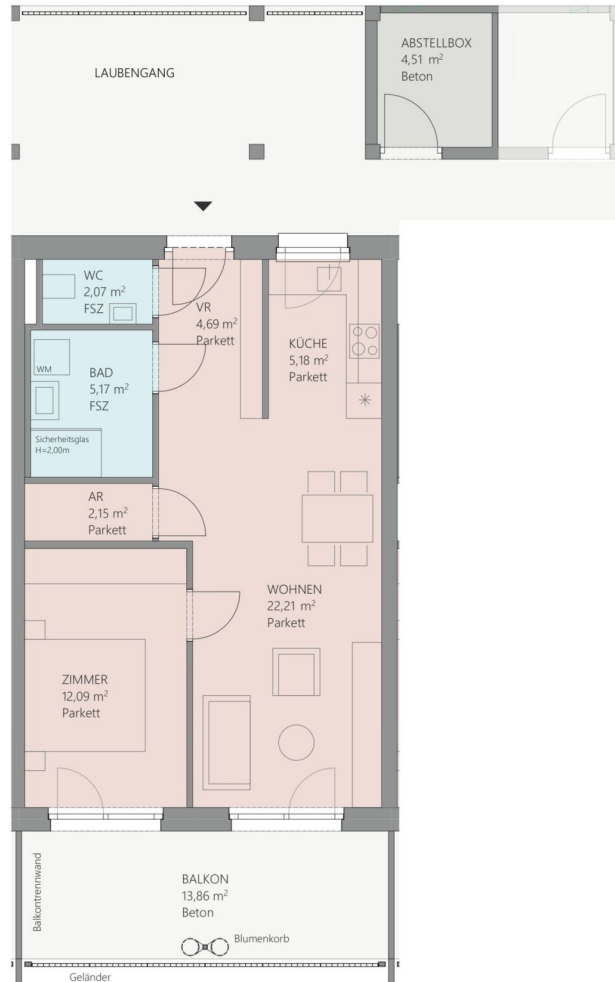 LAUBENGANG
ABSTELLBOX
4,51 m²
Beton
WC
2,07 m²
FSZ
VR
4,69 m²
Parkett
KÜCHE
5,18 m²
Parkett
WM
BAD
5,17 m²
FSZ
Sicherheitsglas
H=2,00m
AR
2,15 m²
Parkett
WOHNEN
22,21 m²
Parkett
ZIMMER
12,09 m²
Parkett
Balkontrennwand
BALKON
13,86 m²
Beton
Blumenkorb
Geländer